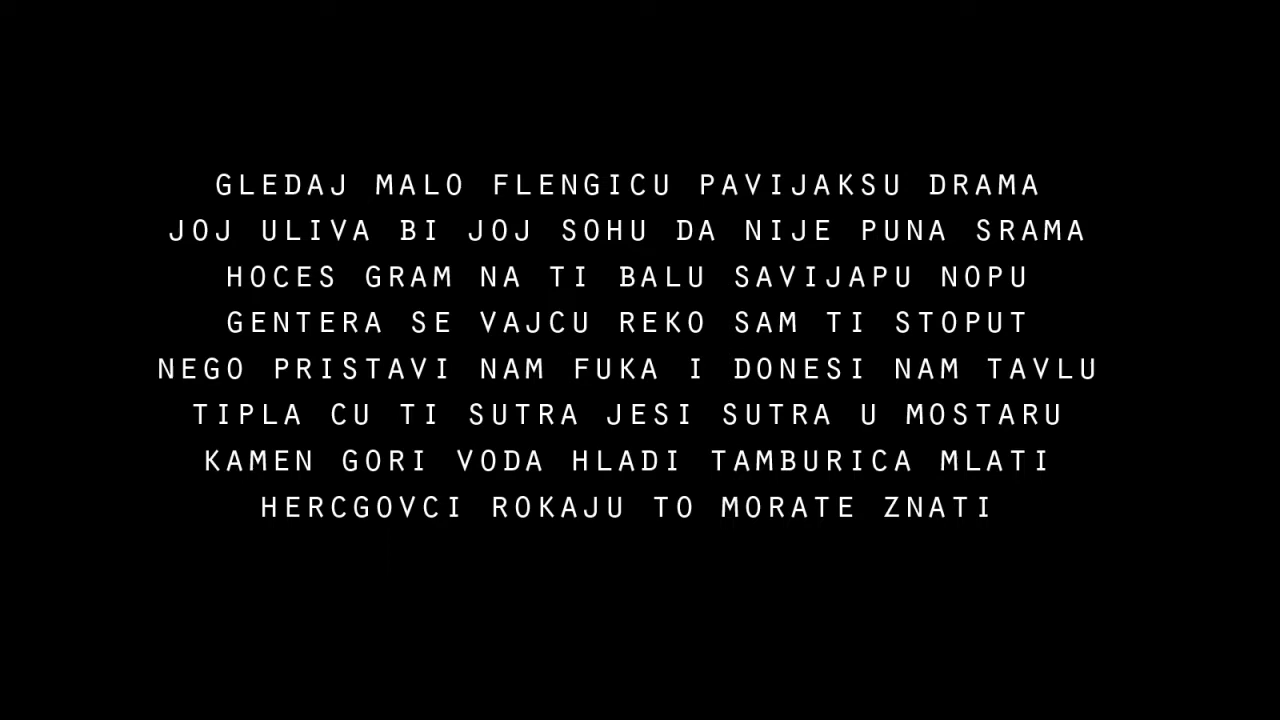 GLEDAJ MALO FLENGICU PAVIJAKSU DRAMA
JOJ ULIVA BI JOJ SOHU DA NIJE PUNA SRAMA
HOCES GRAM NA TI BALU SAVIJAPU NOPU
GENTERA SE VAJCU REKO SAM TI STOPUT
NEGO PRISTAVI NAM FUKA I DONESI NAM TAVLU
TIPLA CU TI SUTRA JESI SUTRA U MOSTARU
KAMEN GORI VODA HLADI TAMBURICA MLATI
HERCGOVCI ROKAJU TO MORATE ZNATI